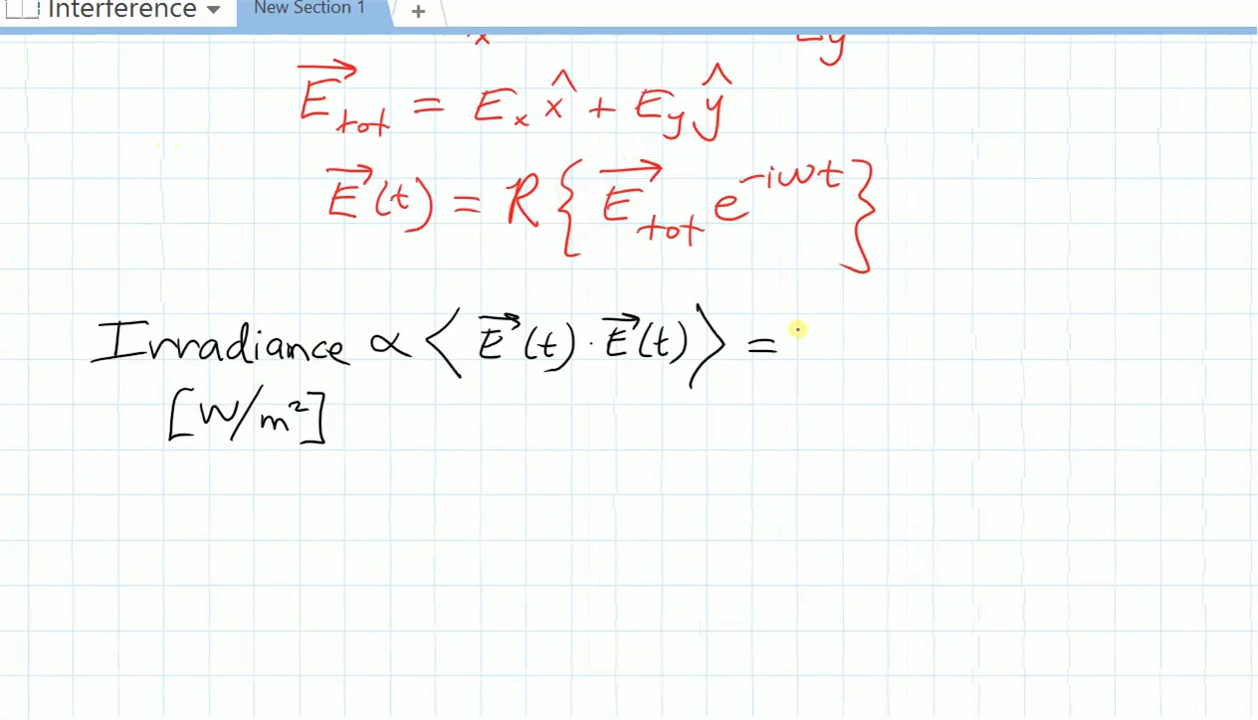 Interference
New Section 1
+
x
y
E⃗tot = Ex x̂ + Ey ŷ
E⃗(t) = R{ E⃗tot e^-iωt }
Irradiance ∝ ⟨ E⃗(t) · E⃗(t) ⟩ =
[W/m²]